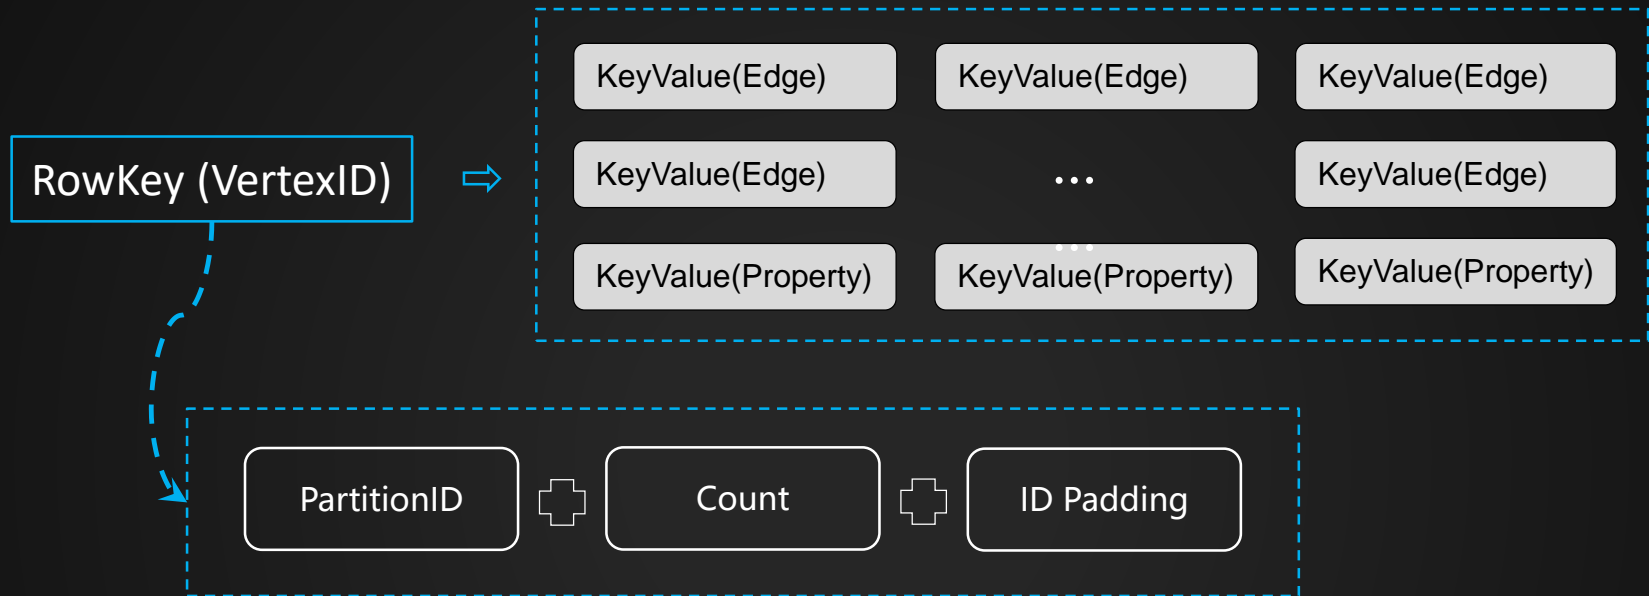 KeyValue(Edge) KeyValue(Edge) KeyValue(Edge)
RowKey (VertexID)
KeyValue(Edge) ... KeyValue(Edge)
...
KeyValue(Property) KeyValue(Property) KeyValue(Property)
PartitionID Count ID Padding